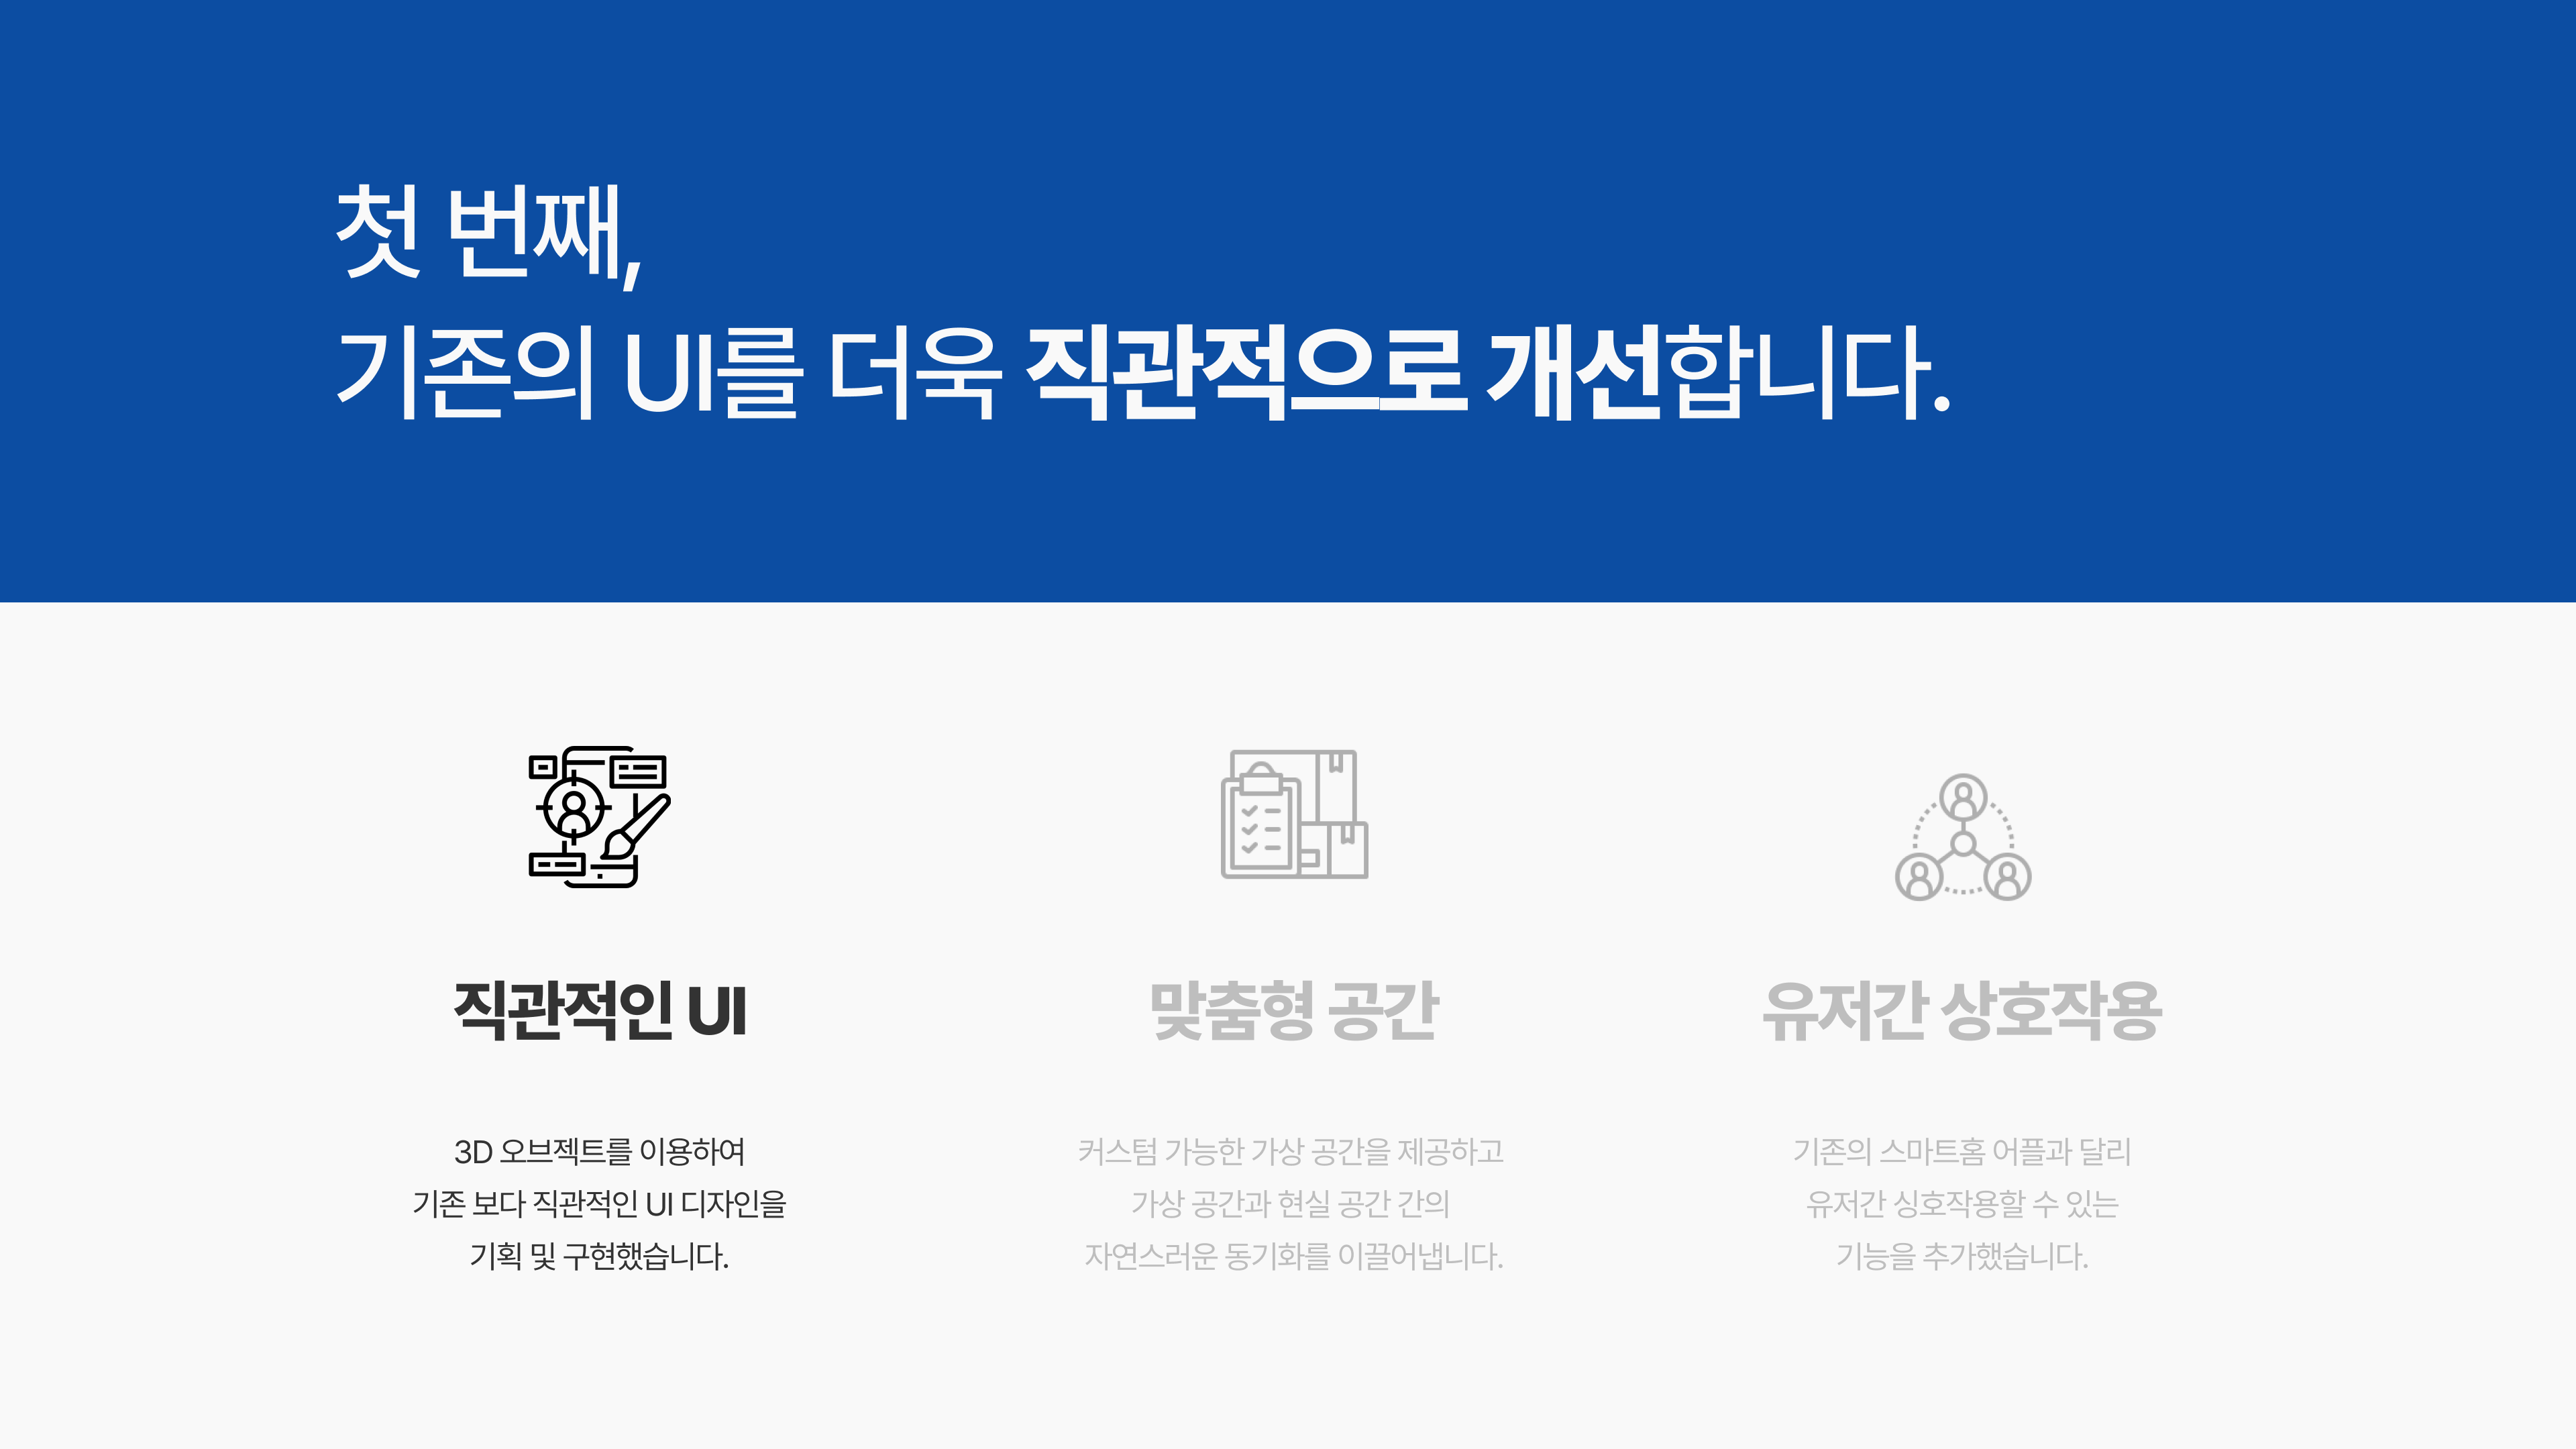 첫 번째,
기존의 UI를 더욱 직관적으로 개선합니다.
직관적인 UI
3D 오브젝트를 이용하여
기존 보다 직관적인 UI 디자인을
기획 및 구현했습니다.
맞춤형 공간
커스텀 가능한 가상 공간을 제공하고
가상 공간과 현실 공간 간의
자연스러운 동기화를 이끌어냅니다.
유저간 상호작용
기존의 스마트홈 어플과 달리
유저간 상호작용할 수 있는
기능을 추가했습니다.